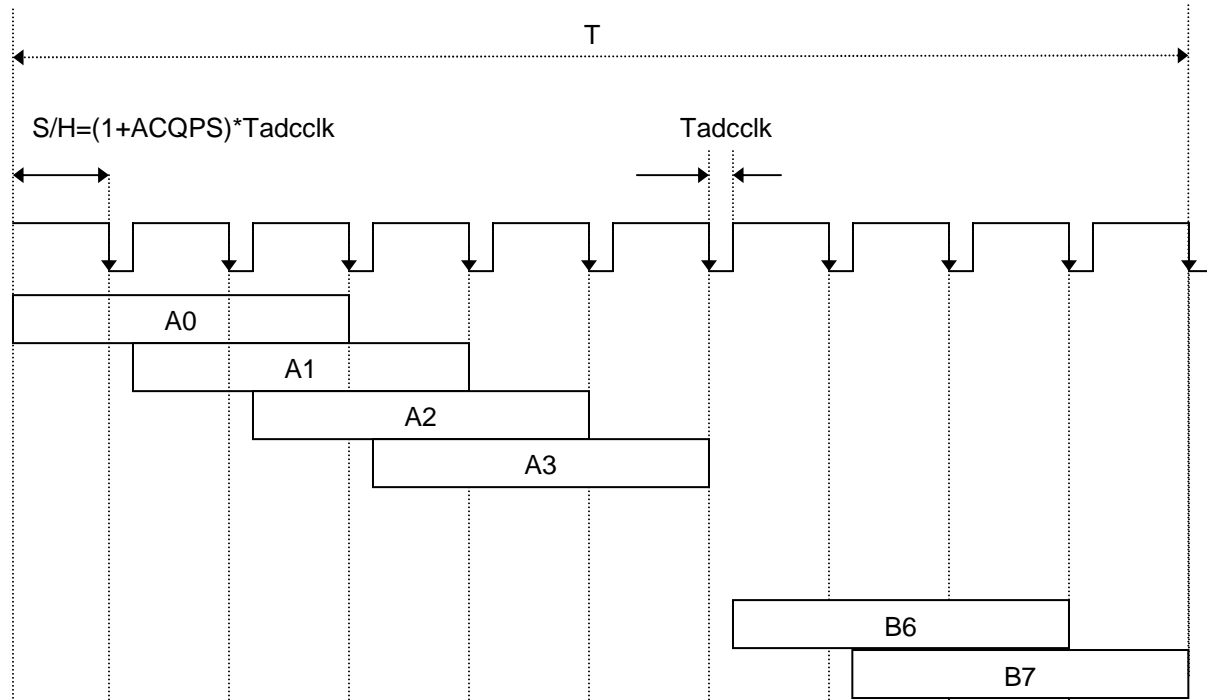 T
S/H=(1+ACQPS)*Tadcclk
Tadcclk
A0
A1
A2
A3
B6
B7